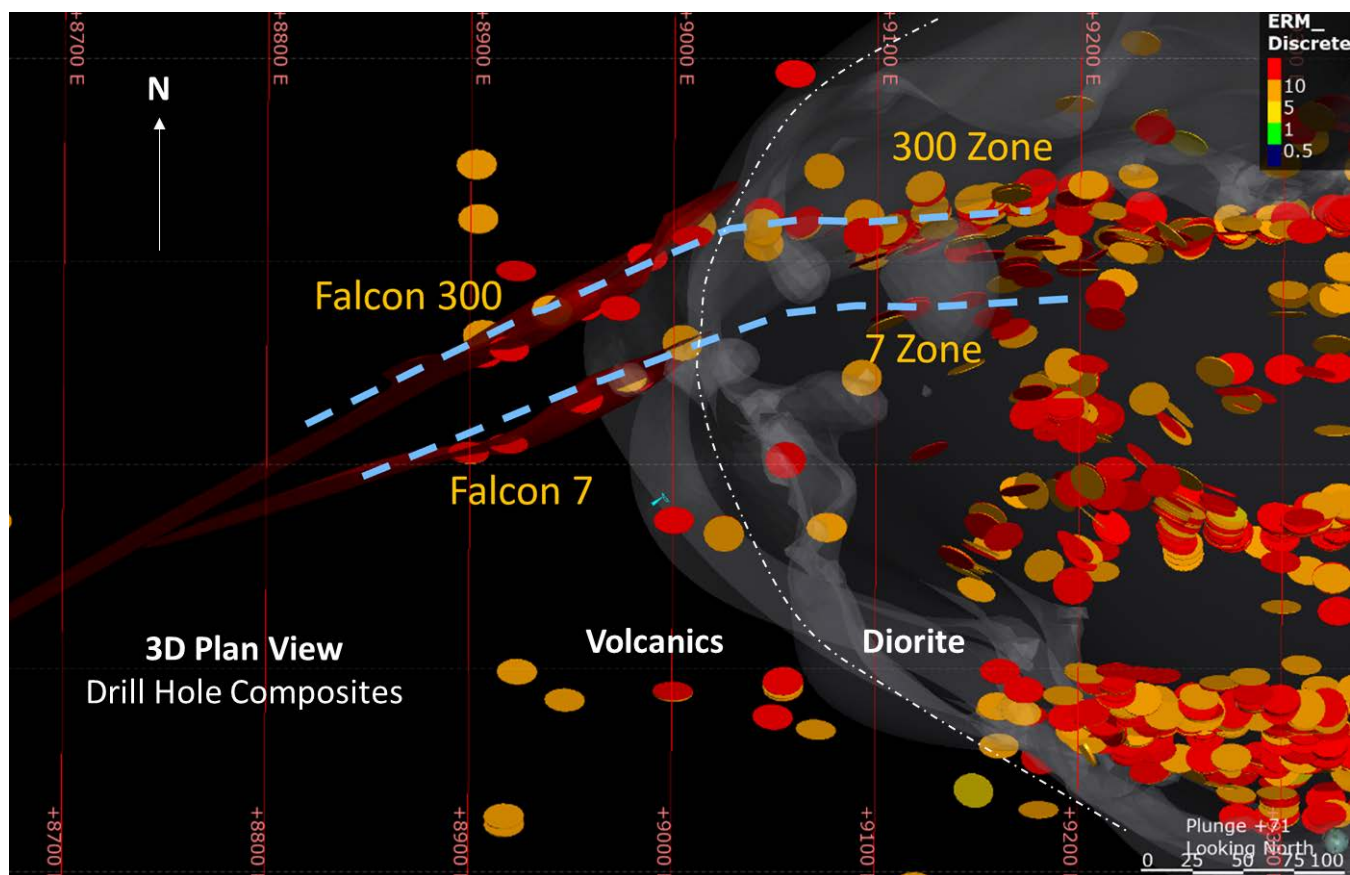 +8700 E
+8800 E
+8900 E
+9000 E
+9100 E
+9200 E
ERM_
Discrete
10
5
1
0.5
N
300 Zone
Falcon 300
7 Zone
Falcon 7
3D Plan View
Drill Hole Composites
Volcanics
Diorite
+8700
+8800
+8900
+9000
+9100
+9200
Plunge +71
Looking North
0 25 50 75 100